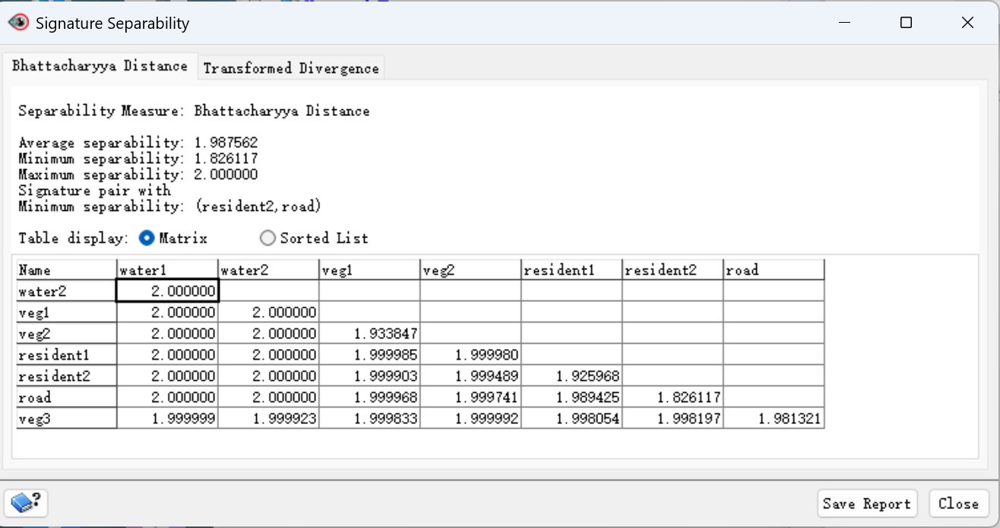 Signature Separability
Bhattacharyya Distance Transformed Divergence
Separability Measure: Bhattacharyya Distance
Average separability: 1.987562
Minimum separability: 1.826117
Maximum separability: 2.000000
Signature pair with
Minimum separability: (resident2,road)
Table display: Matrix Sorted List
Name water1 water2 veg1 veg2 resident1 resident2 road
water2 2.000000
veg1 2.000000 2.000000
veg2 2.000000 2.000000 1.933847
resident1 2.000000 2.000000 1.999985 1.999980
resident2 2.000000 2.000000 1.999903 1.999489 1.925968
road 2.000000 2.000000 1.999968 1.999741 1.989425 1.826117
veg3 1.999999 1.999923 1.999833 1.999992 1.998054 1.998197 1.981321
? Save Report Close